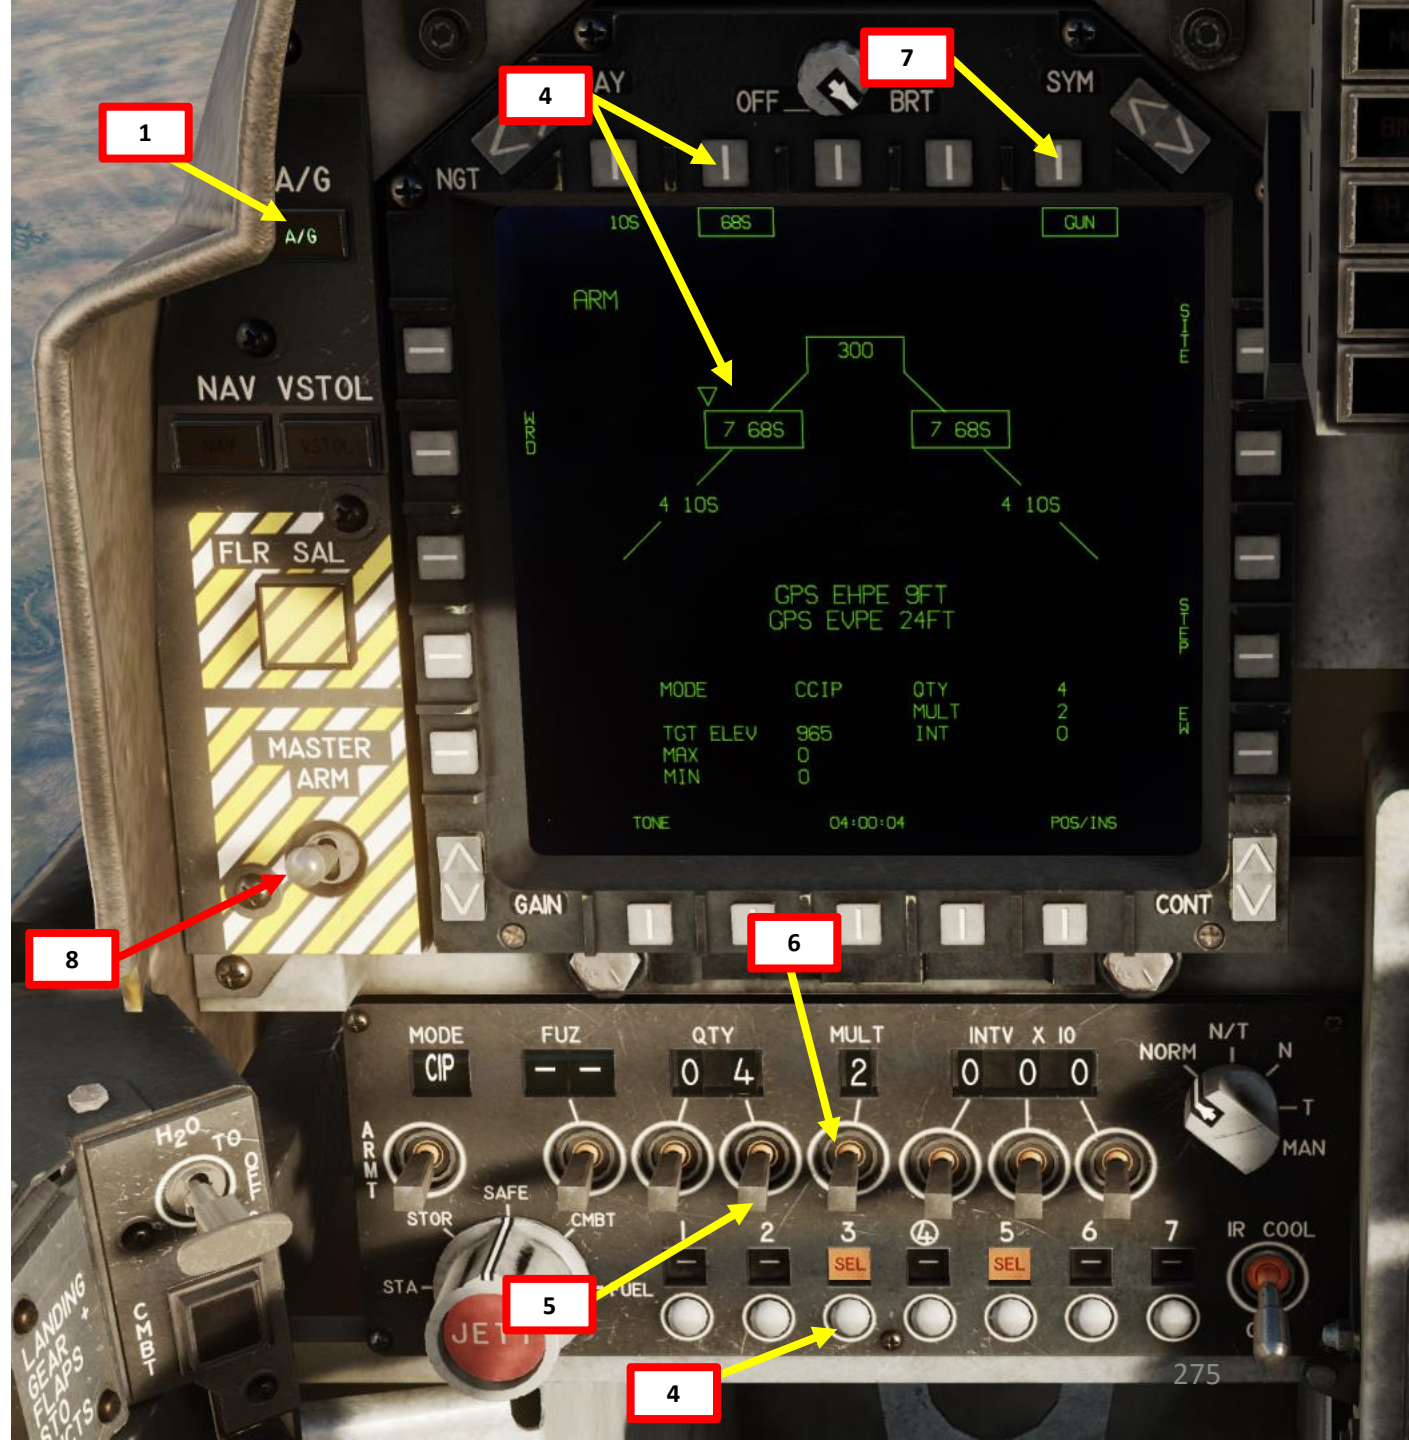 7
4
AY
SYM
OFF
BRT
1
A/G
NGT
A/G
10S
68S
GUN
ARM
SITE
300
NAV VSTOL
WRD
7 68S
7 68S
NAV
VSTOL
4 10S
4 10S
FLR SAL
GPS EHPE 9FT
GPS EVPE 24FT
STEP
MODE CCIP QTY 4
MULT 2
TGT ELEV 965 INT 0
MAX 0
MIN 0
EW
MASTER
ARM
TONE 04:00:04 POS/INS
GAIN
CONT
8
6
MODE FUZ QTY MULT INTV X 10
CIP -- 0 4 2 0 0 0
NORM N/T N
T
MAN
H2O
TO
OFF
ARMT
SAFE
STOR
CMBT
STA
FUEL
JETT
5
1 2 3 4 5 6 7
- - SEL - SEL - -
IR COOL
CMBT
LANDING
GEAR +
FLAPS
STO
4
275